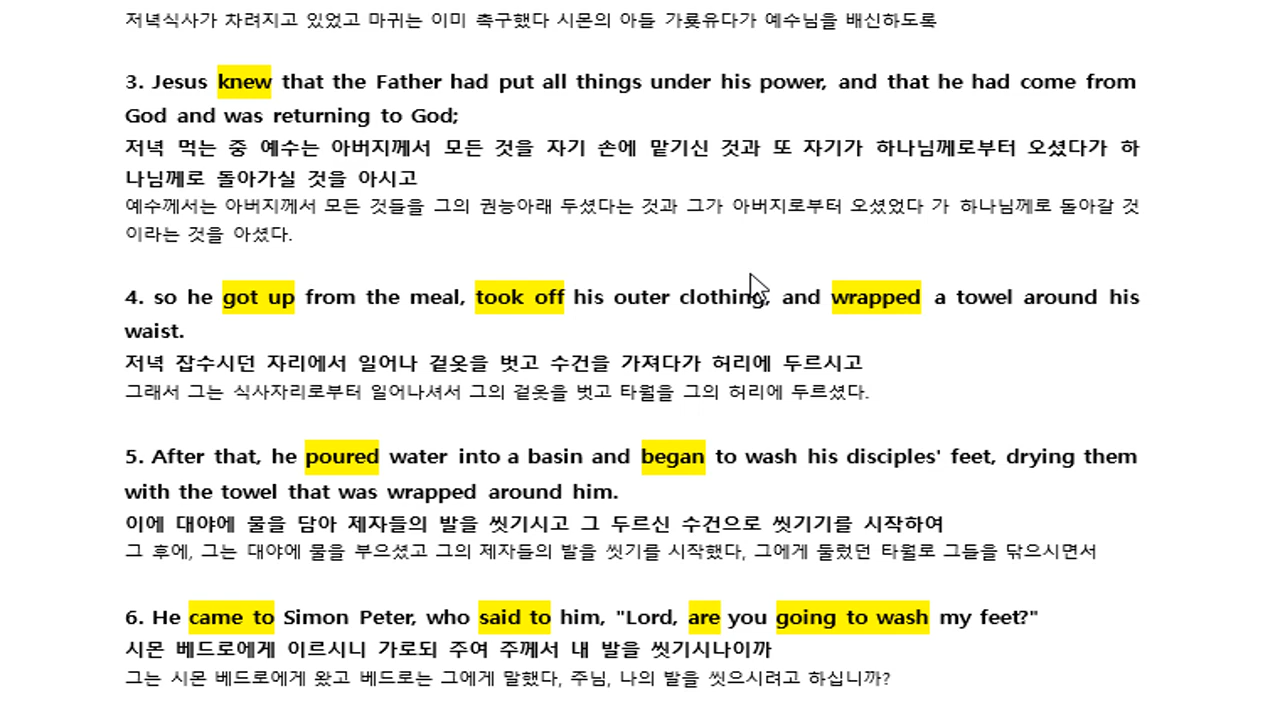 저녁식사가 차려지고 있었고 마귀는 이미 촉구했다 시몬의 아들 가룟유다가 예수님을 배신하도록
3. Jesus knew that the Father had put all things under his power, and that he had come from
God and was returning to God;
저녁 먹는 중 예수는 아버지께서 모든 것을 자기 손에 맡기신 것과 또 자기가 하나님께로부터 오셨다가 하
나님께로 돌아가실 것을 아시고
예수께서는 아버지께서 모든 것들을 그의 권능아래 두셨다는 것과 그가 아버지로부터 오셨었다 가 하나님께로 돌아갈 것
이라는 것을 아셨다.
4. so he got up from the meal, took off his outer clothing, and wrapped a towel around his
waist.
저녁 잡수시던 자리에서 일어나 겉옷을 벗고 수건을 가져다가 허리에 두르시고
그래서 그는 식사자리로부터 일어나셔서 그의 겉옷을 벗고 타월을 그의 허리에 두르셨다.
5. After that, he poured water into a basin and began to wash his disciples' feet, drying them
with the towel that was wrapped around him.
이에 대야에 물을 담아 제자들의 발을 씻기시고 그 두르신 수건으로 씻기기를 시작하여
그 후에, 그는 대야에 물을 부으셨고 그의 제자들의 발을 씻기를 시작했다, 그에게 둘렀던 타월로 그들을 닦으시면서
6. He came to Simon Peter, who said to him, "Lord, are you going to wash my feet?"
시몬 베드로에게 이르시니 가로되 주여 주께서 내 발을 씻기시나이까
그는 시몬 베드로에게 왔고 베드로는 그에게 말했다, 주님, 나의 발을 씻으시려고 하십니까?